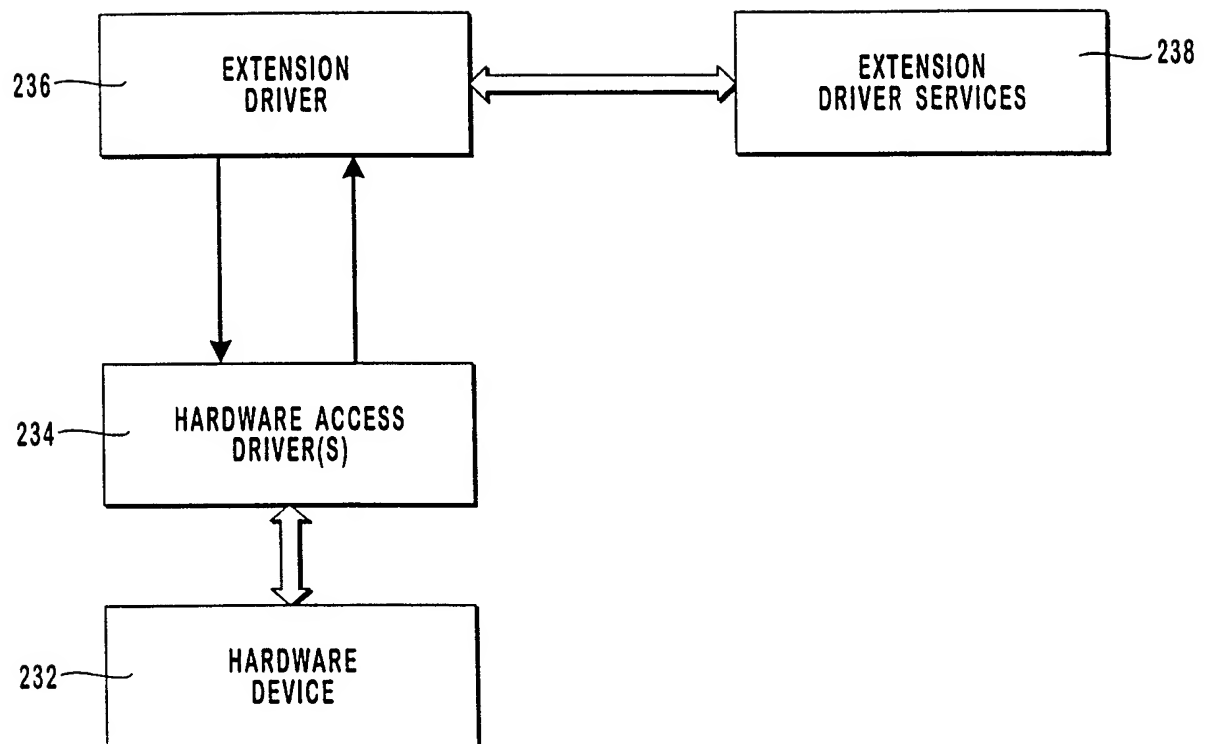 236
EXTENSION
DRIVER
EXTENSION
DRIVER SERVICES
238
234
HARDWARE ACCESS
DRIVER(S)
232
HARDWARE
DEVICE